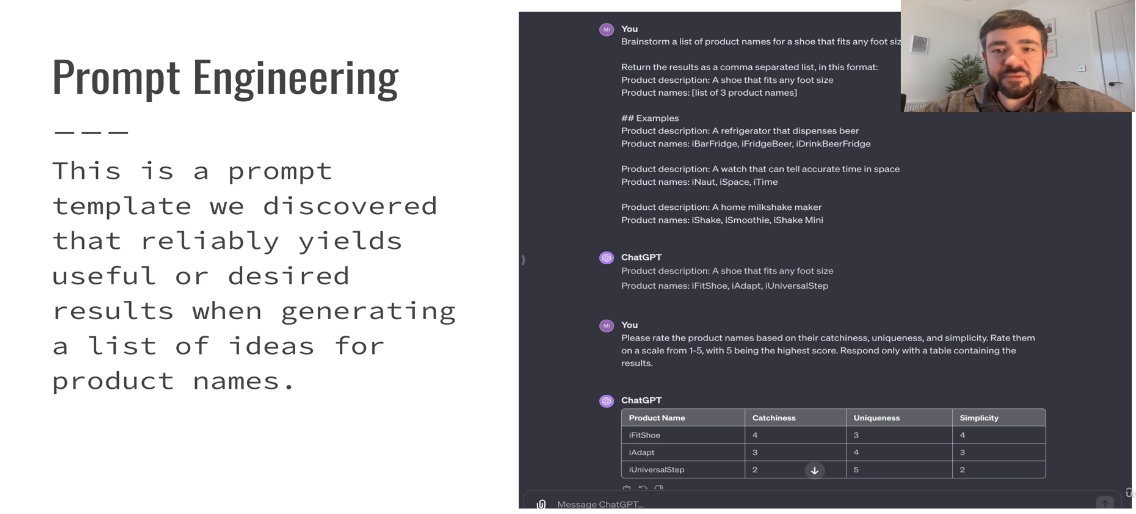 Prompt Engineering
This is a prompt
template we discovered
that reliably yields
useful or desired
results when generating
a list of ideas for
product names.
MI
You
Brainstorm a list of product names for a shoe that fits any foot
Return the results as a comma separated list, in this format:
Product description: A shoe that fits any foot size
Product names: [list of 3 product names]
## Examples
Product description: A refrigerator that dispenses beer
Product names: iBarFridge, iFridgeBeer, iDrinkBeerFridge
Product description: A watch that can tell accurate time in space
Product names: iNaut, iSpace, iTime
Product description: A home milkshake maker
Product names: iShake, iSmoothie, iShake Mini
ChatGPT
Product description: A shoe that fits any foot size
Product names: iFitShoe, iAdapt, iUniversalStep
MI
You
Please rate the product names based on their catchiness, uniqueness, and simplicity. Rate them
on a scale from 1-5, with 5 being the highest score. Respond only with a table containing the
results.
ChatGPT
Product Name Catchiness Uniqueness Simplicity
iFitShoe 4 3 4
iAdapt 3 4 3
iUniversalStep 2 5 2
Message ChatGPT...